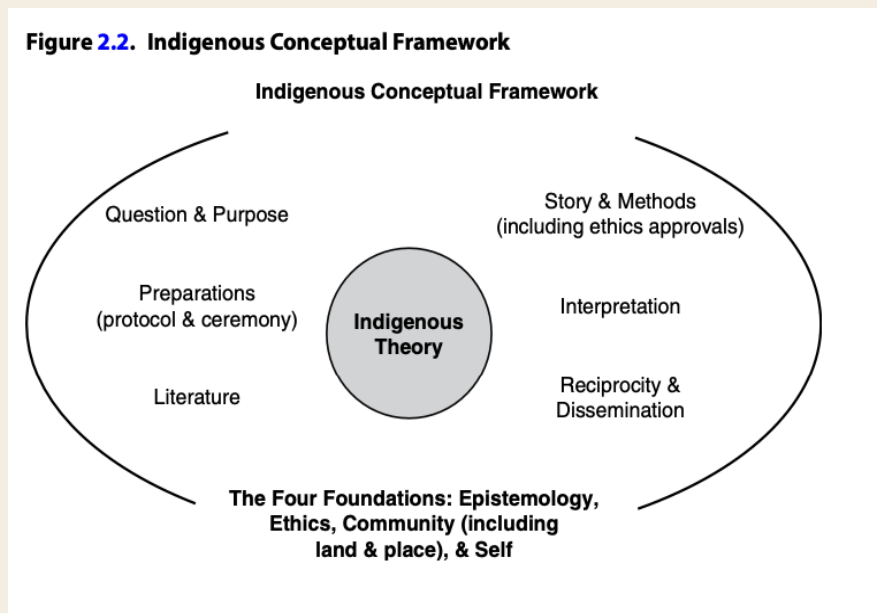 Figure 2.2. Indigenous Conceptual Framework
Indigenous Conceptual Framework
Question & Purpose
Preparations
(protocol & ceremony)
Literature
Indigenous
Theory
Story & Methods
(including ethics approvals)
Interpretation
Reciprocity &
Dissemination
The Four Foundations: Epistemology,
Ethics, Community (including
land & place), & Self